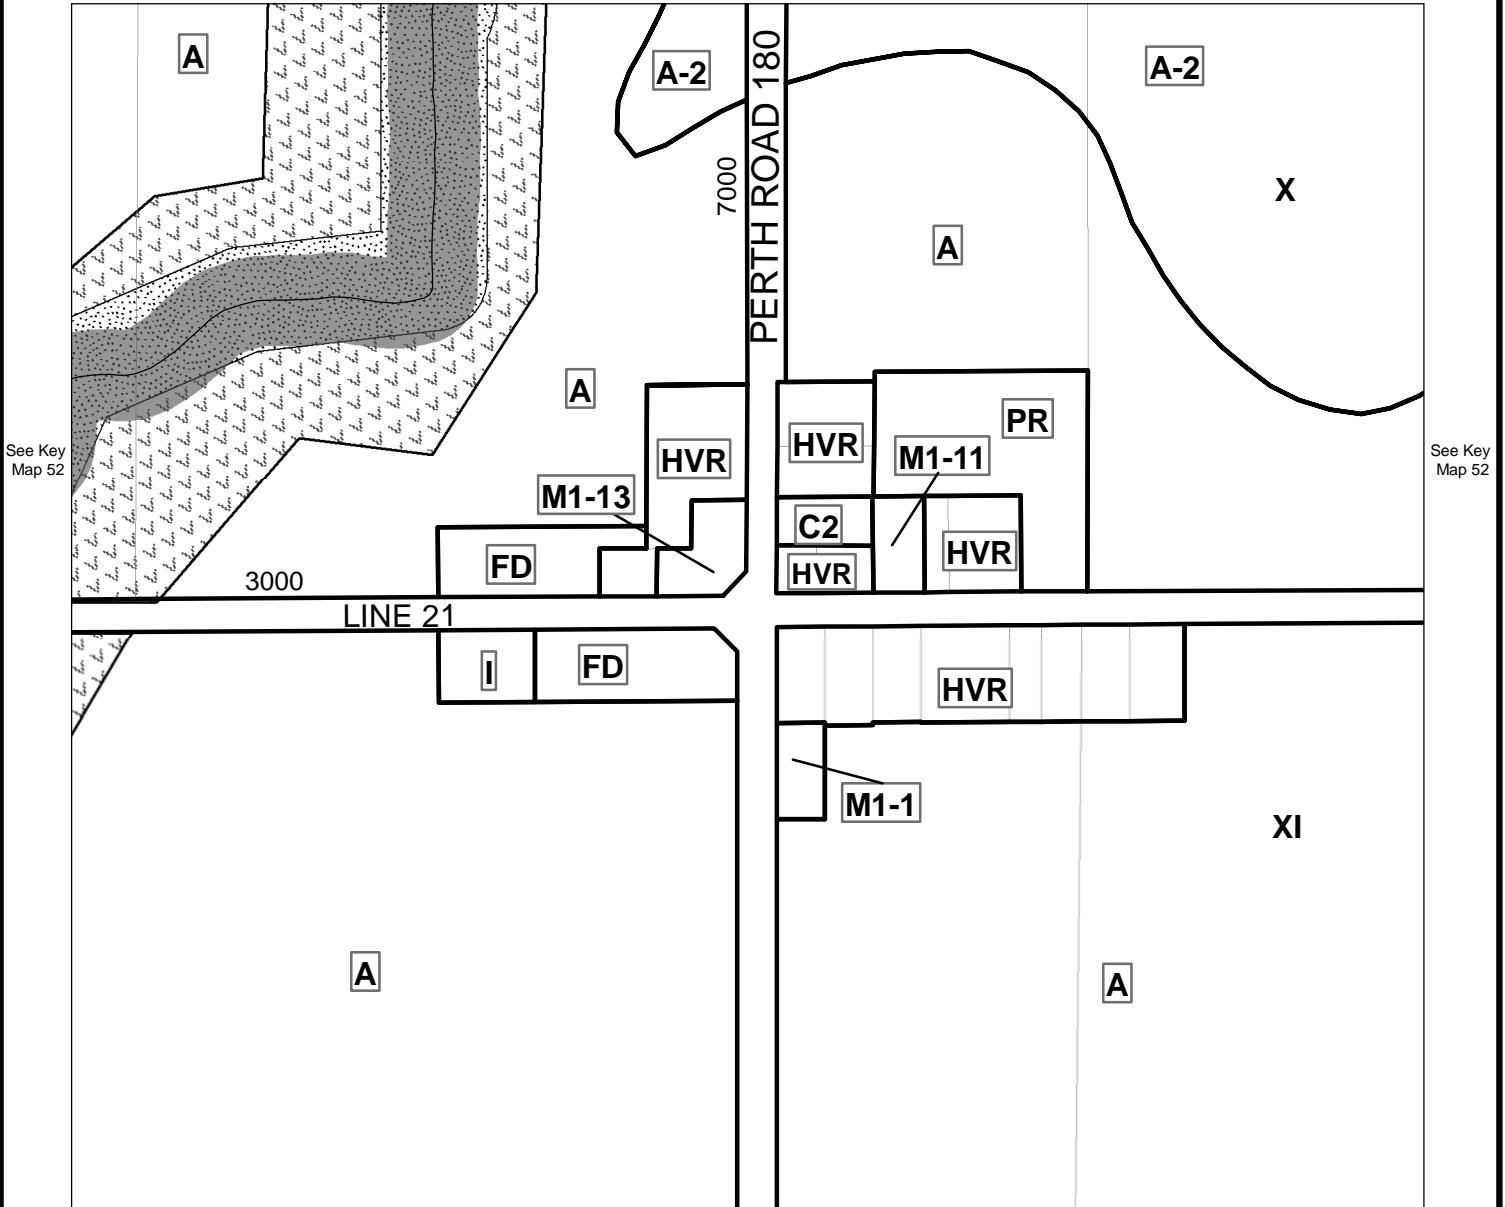 A
A-2
PERTH ROAD 180
A-2
7000
X
A
A
HVR
HVR
PR
M1-11
See Key
Map 52
See Key
Map 52
M1-13
C2
FD
HVR
HVR
3000
LINE 21
I
FD
HVR
M1-1
XI
A
A